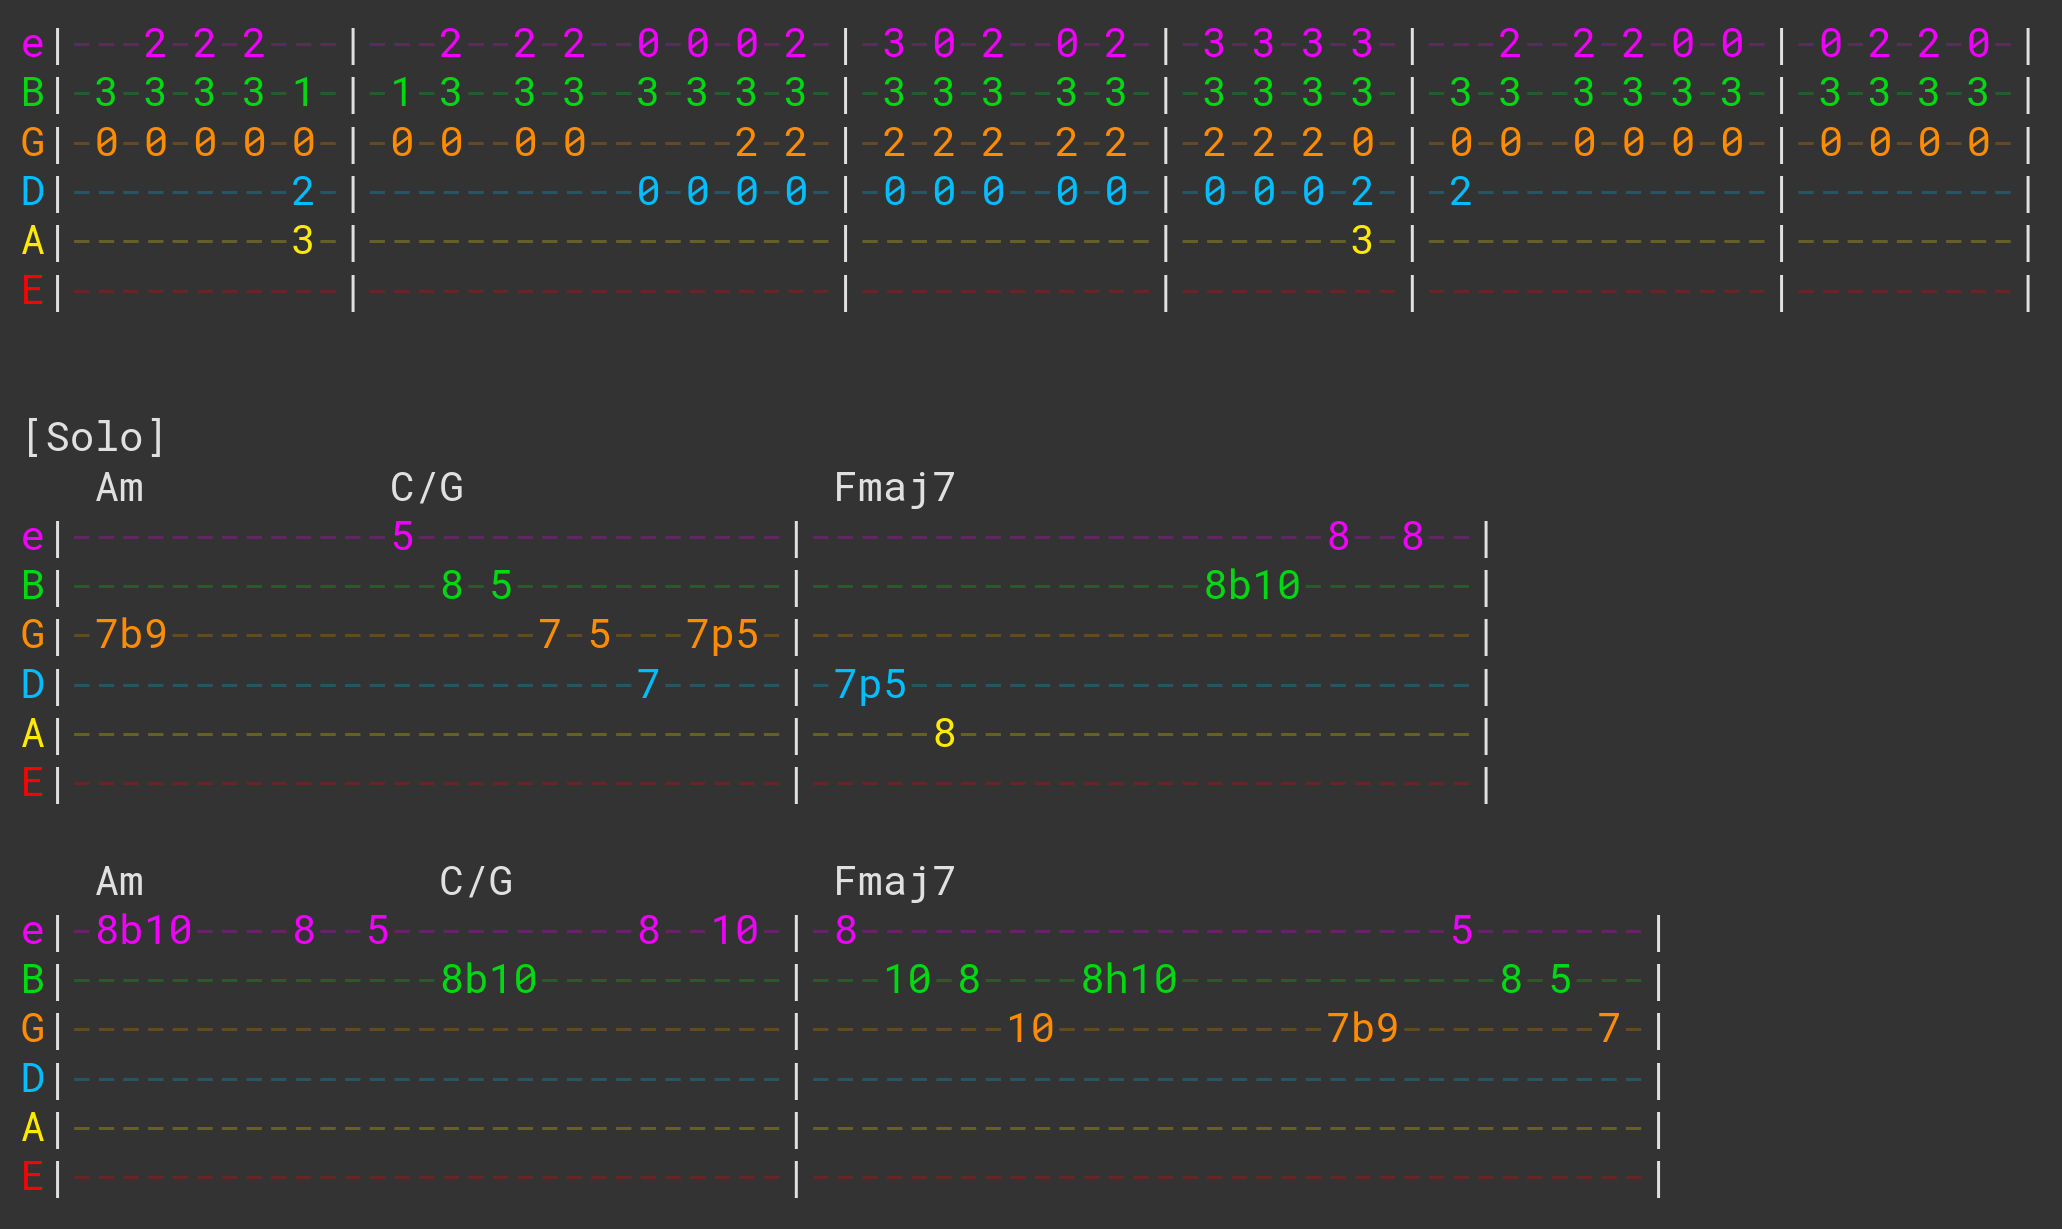 e|---2-2-2---|---2--2-2--0-0-0-2-|-3-0-2--0-2-|-3-3-3-3-|---2--2-2-0-0-|-0-2-2-0-|
B|-3-3-3-3-1-|-1-3--3-3--3-3-3-3-|-3-3-3--3-3-|-3-3-3-3-|-3-3--3-3-3-3-|-3-3-3-3-|
G|-0-0-0-0-0-|-0-0--0-0------2-2-|-2-2-2--2-2-|-2-2-2-0-|-0-0--0-0-0-0-|-0-0-0-0-|
D|---------2-|-----------0-0-0-0-|-0-0-0--0-0-|-0-0-0-2-|-2------------|---------|
A|---------3-|-------------------|------------|-------3-|--------------|---------|
E|-----------|-------------------|------------|---------|--------------|---------|
[Solo]
   Am          C/G               Fmaj7
e|-------------5---------------|---------------------8--8--|
B|---------------8-5-----------|----------------8b10-------|
G|-7b9---------------7-5---7p5-|---------------------------|
D|-----------------------7-----|-7p5-----------------------|
A|-----------------------------|-----8---------------------|
E|-----------------------------|---------------------------|
   Am            C/G             Fmaj7
e|-8b10----8--5----------8--10-|-8------------------------5-------|
B|---------------8b10----------|---10-8----8h10-------------8-5---|
G|-----------------------------|--------10-----------7b9--------7-|
D|-----------------------------|----------------------------------|
A|-----------------------------|----------------------------------|
E|-----------------------------|----------------------------------|